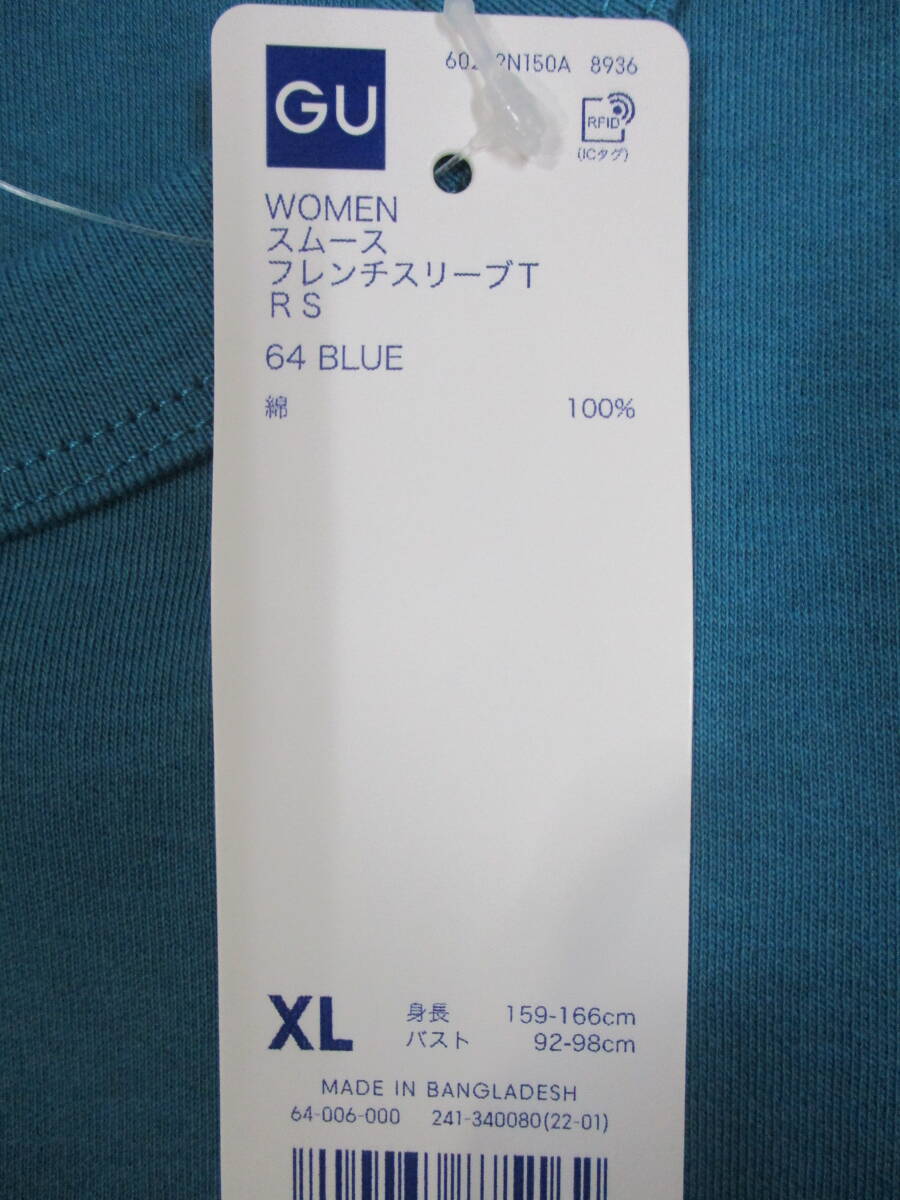 GU
8936
RFID
(ICタグ)
WOMEN
スムース
フレンチスリーブT
R S
64 BLUE
綿 100%
XL
身長 159-166cm
バスト 92-98cm
MADE IN BANGLADESH
64-006-000 241-340080(22-01)